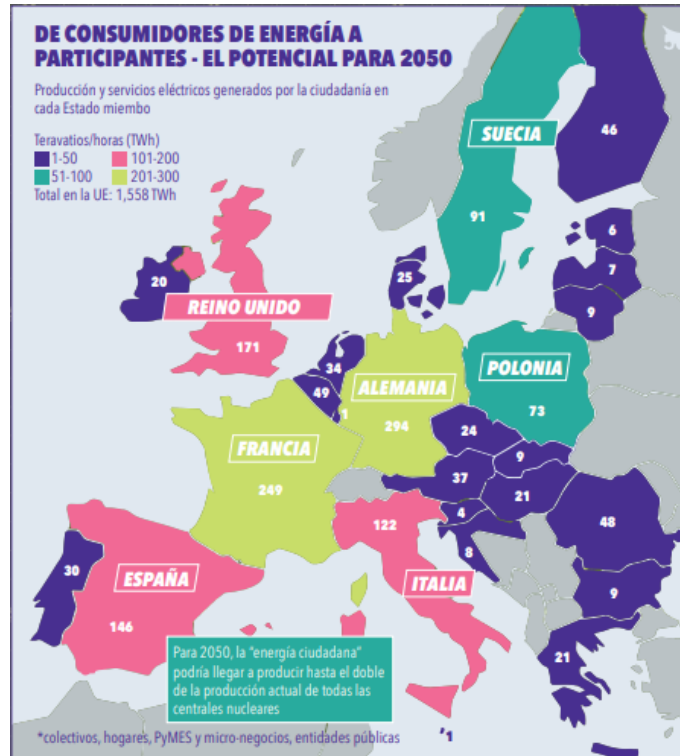 DE CONSUMIDORES DE ENERGÍA A
PARTICIPANTES - EL POTENCIAL PARA 2050
Producción y servicios eléctricos generados por la ciudadanía en
cada Estado miembo
Teravatios/horas (TWh)
1-50 101-200
51-100 201-300
Total en la UE: 1,558 TWh
46
SUECIA
91
6
7
9
25
20
REINO UNIDO
171
34
49
1
ALEMANIA
294
POLONIA
73
24
9
FRANCIA
249
37
21
4
48
122
8
9
30
ESPAÑA
146
ITALIA
21
Para 2050, la "energía ciudadana"
podría llegar a producir hasta el doble
de la producción actual de todas las
centrales nucleares
'1
*colectivos, hogares, PyMES y micro-negocios, entidades públicas